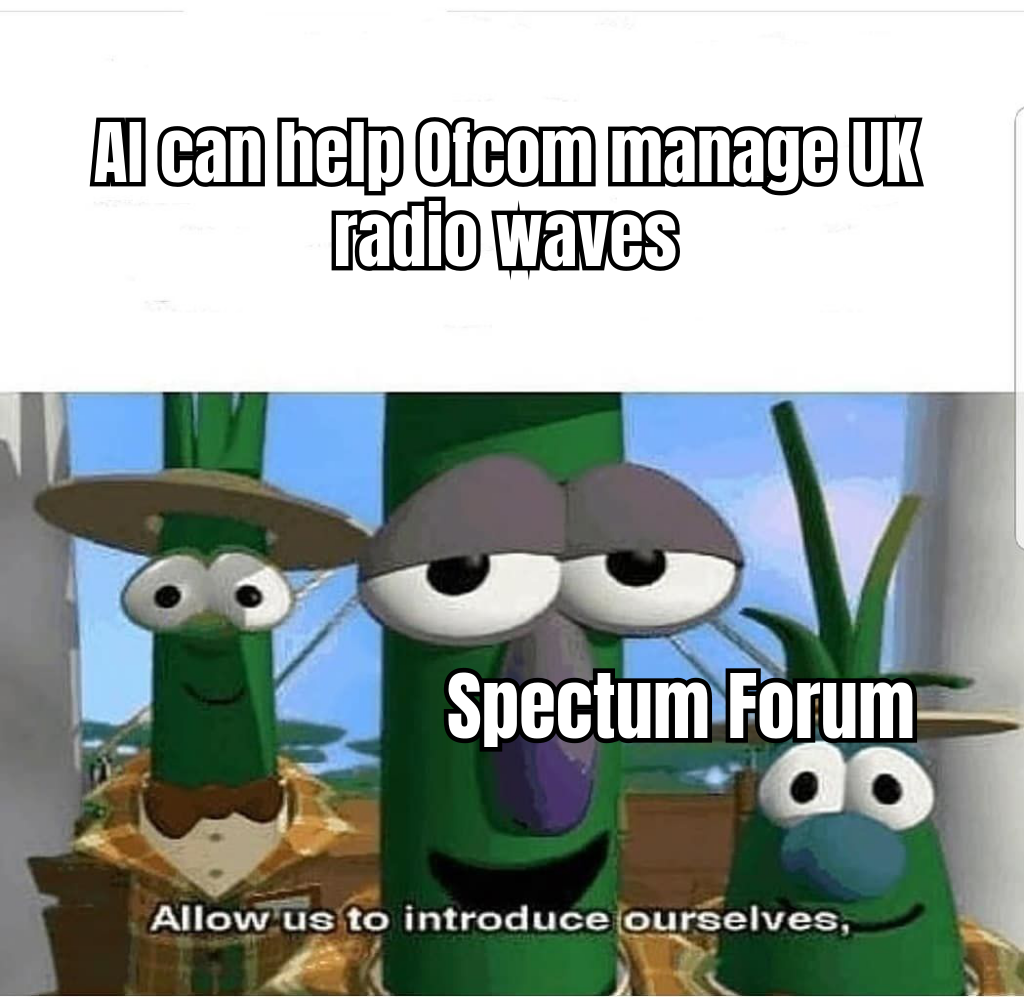 AI can help Ofcom manage UK
radio waves
Spectum Forum
Allow us to introduce ourselves,